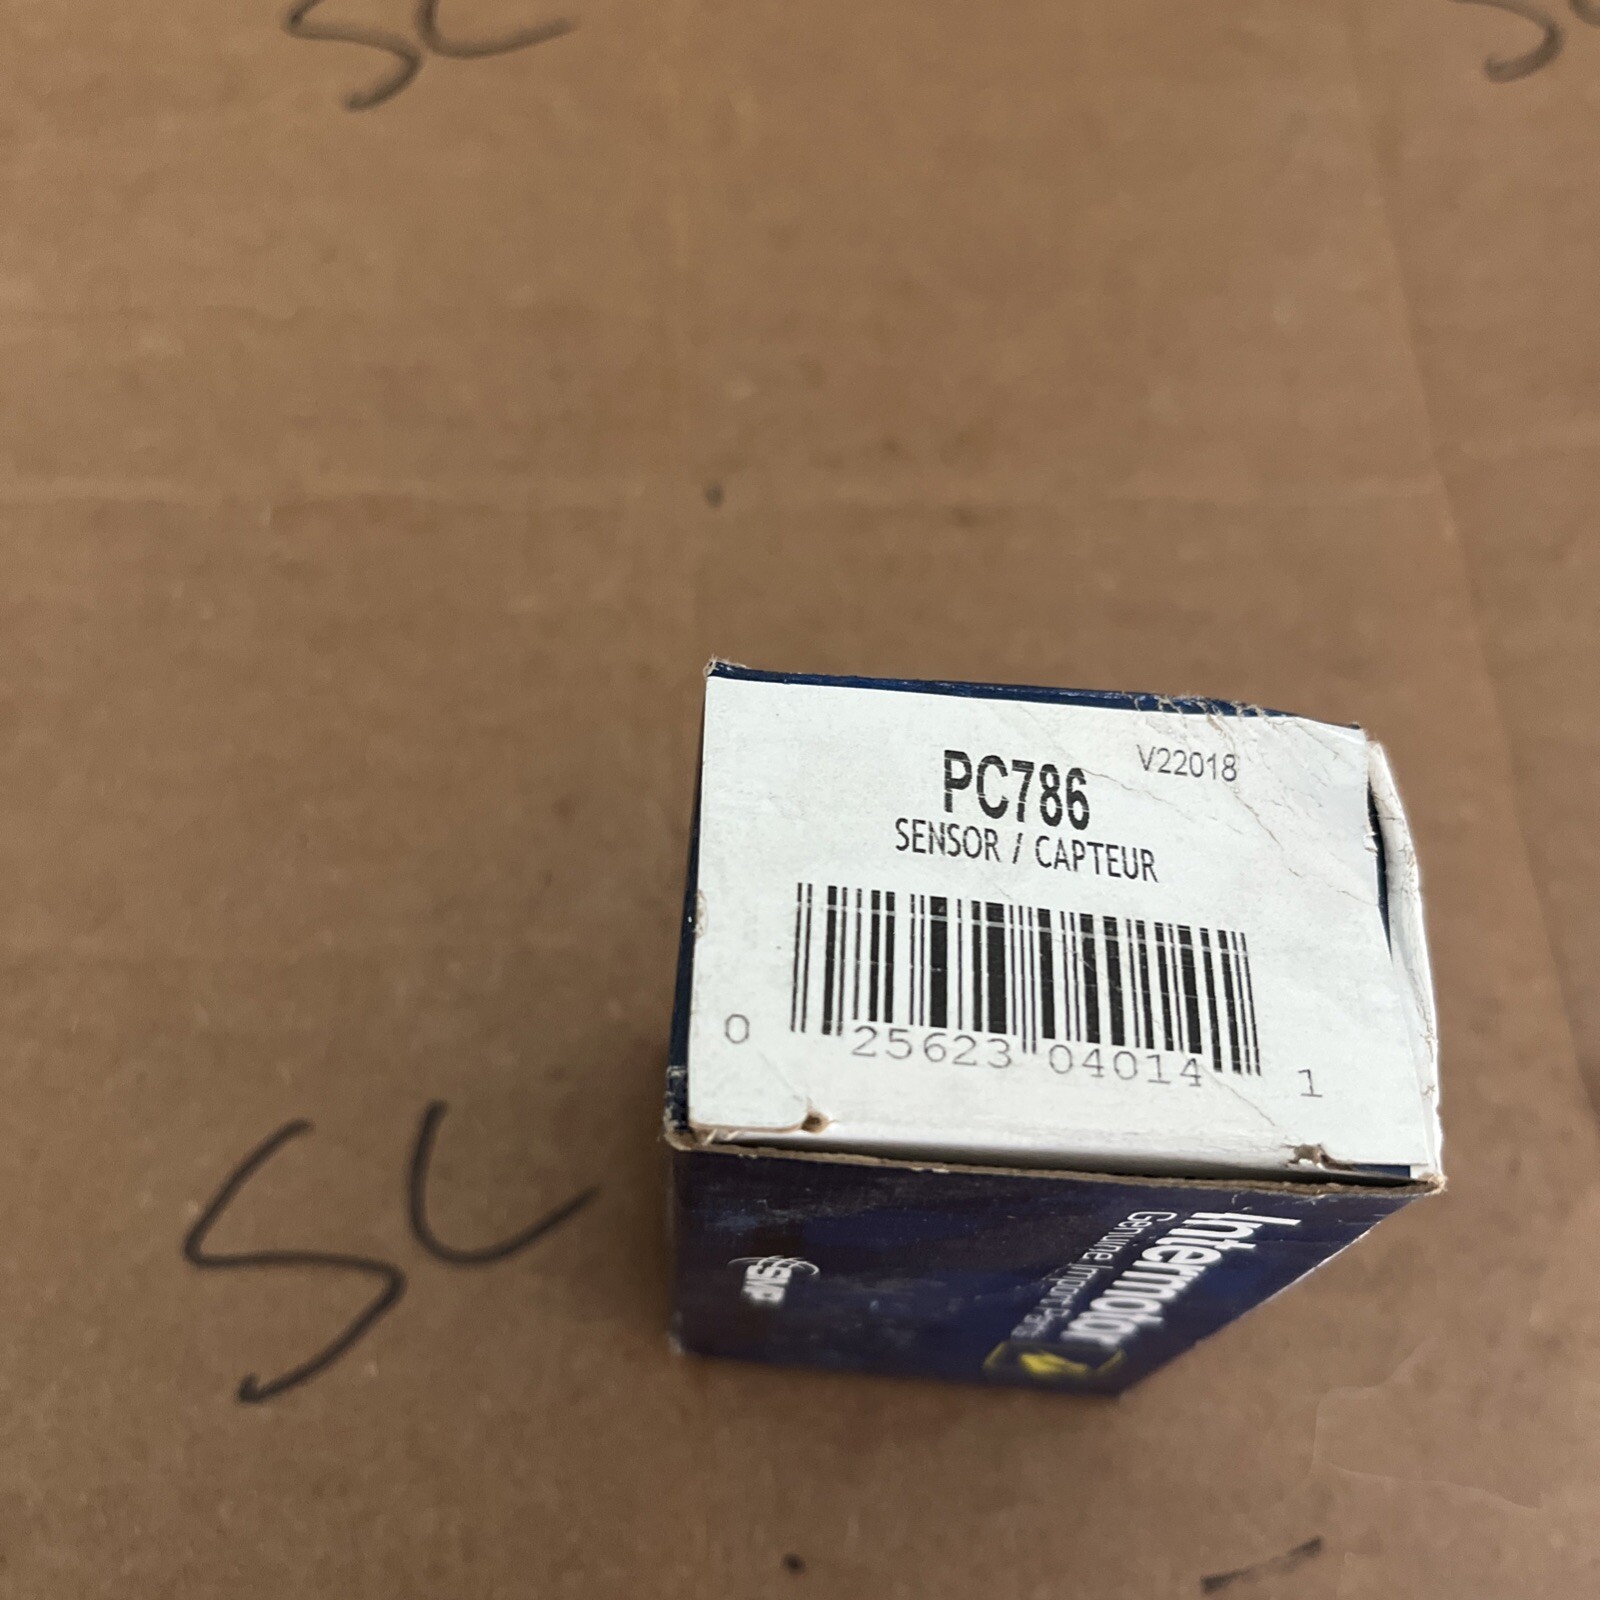 SC
SC
PC786
V22018
SENSOR / CAPTEUR
0 25623 04014 1
Intermotor
Genuine Import Parts
SMP